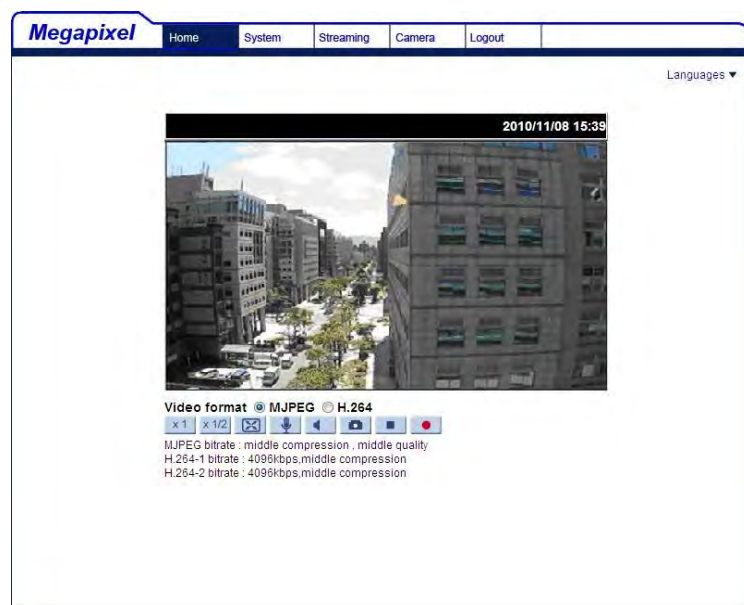 Megapixel
Home System Streaming Camera Logout
Languages ▼
2010/11/08 15:39
Video format MJPEG H.264
x 1 x 1/2
MJPEG bitrate : middle compression , middle quality
H.264-1 bitrate : 4096kbps,middle compression
H.264-2 bitrate : 4096kbps,middle compression